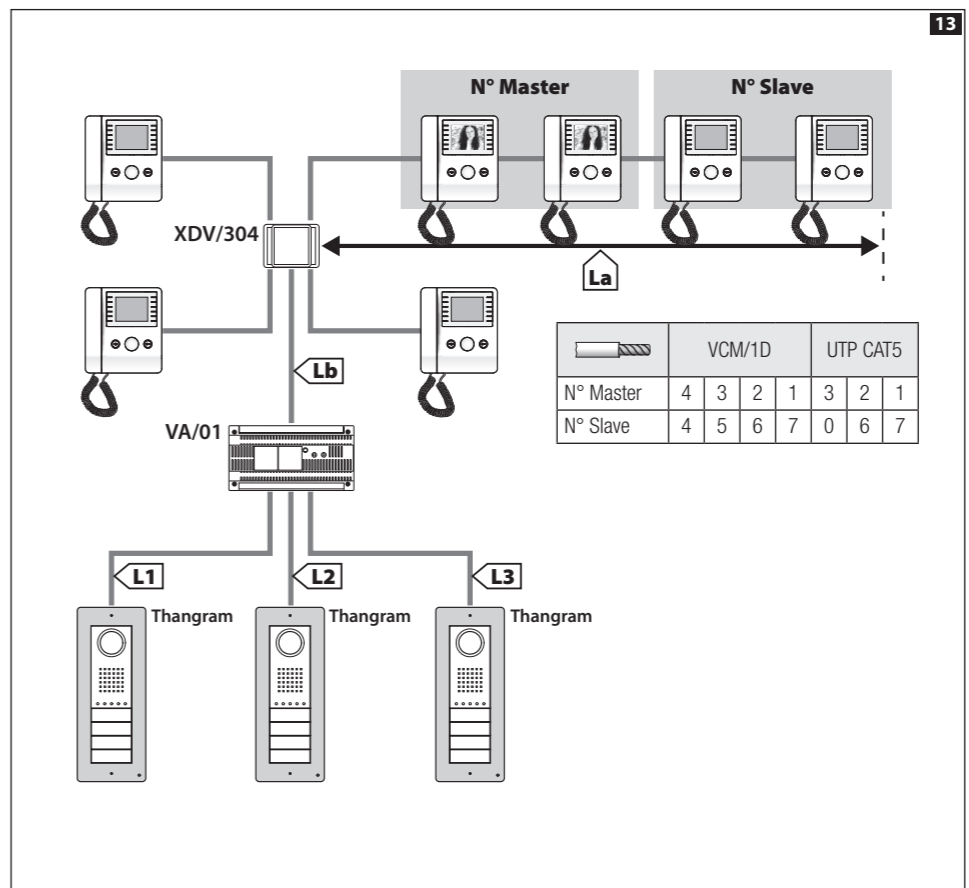 13
N° Master N° Slave
XDV/304
La
Lb
VCM/1D UTP CAT5
N° Master 4 3 2 1 3 2 1
N° Slave 4 5 6 7 0 6 7
VA/01
L1 L2 L3
Thangram Thangram Thangram